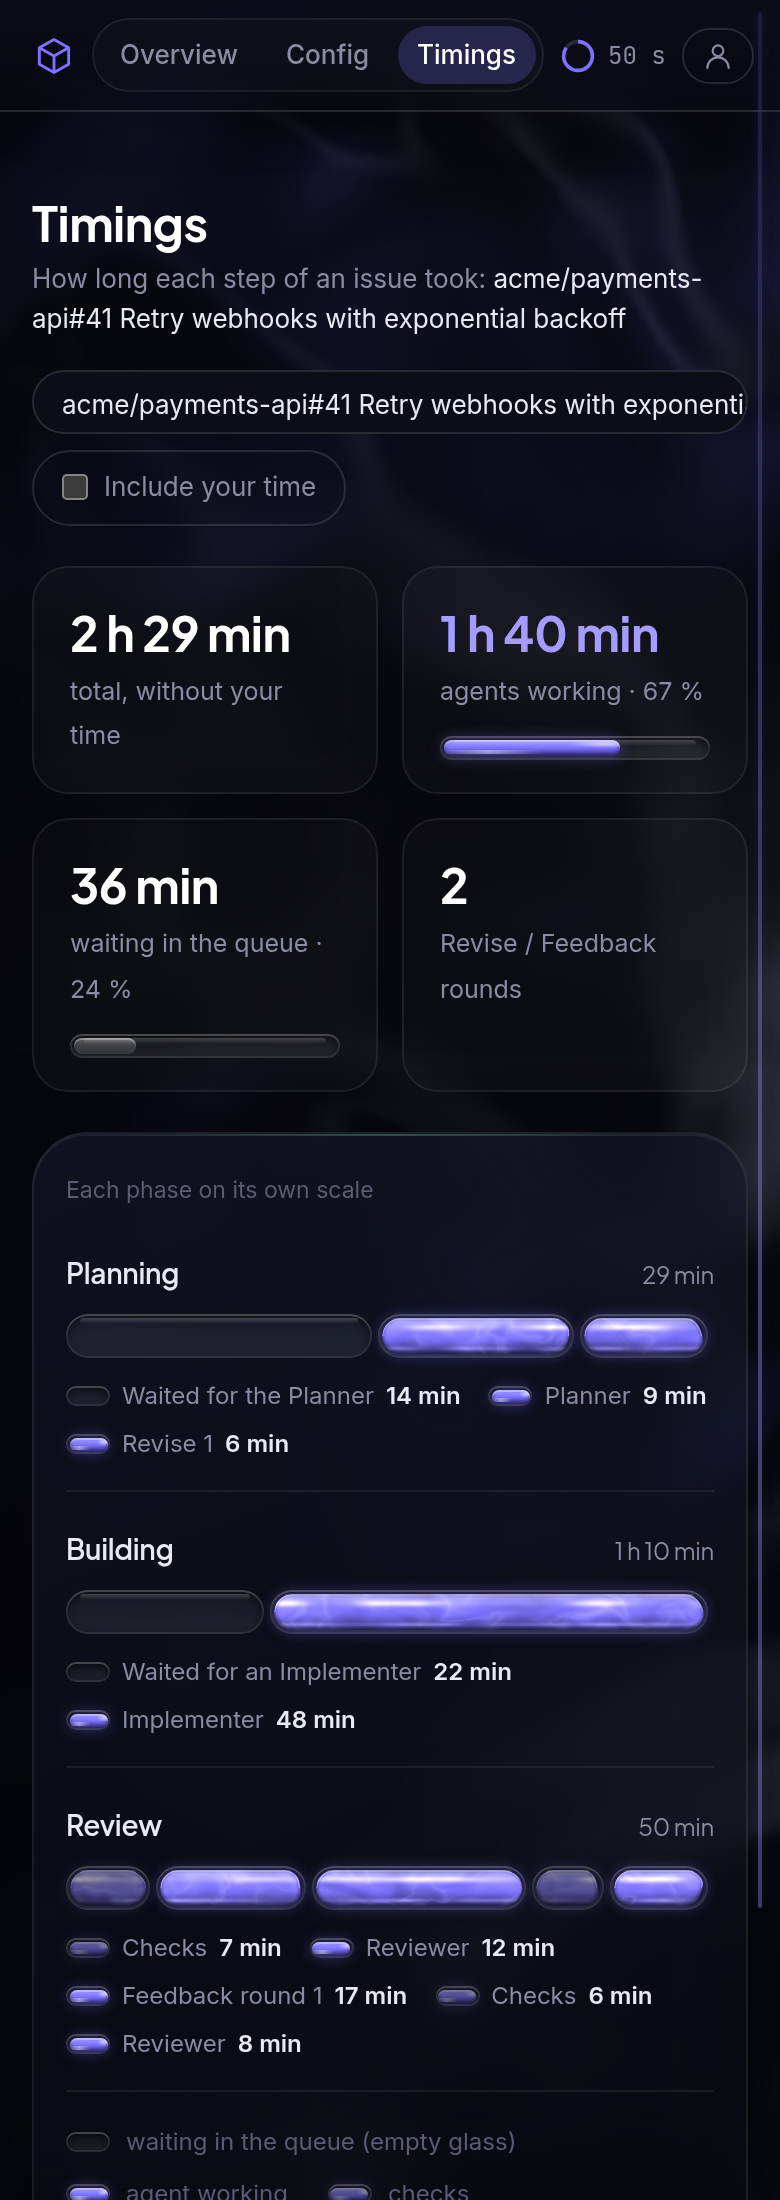 Overview Config Timings 50 s
Timings
How long each step of an issue took: acme/payments-
api#41 Retry webhooks with exponential backoff
acme/payments-api#41 Retry webhooks with exponenti
Include your time
2 h 29 min
total, without your
time
1 h 40 min
agents working · 67 %
36 min
waiting in the queue ·
24 %
2
Revise / Feedback
rounds
Each phase on its own scale
Planning 29 min
Waited for the Planner 14 min Planner 9 min
Revise 1 6 min
Building 1 h 10 min
Waited for an Implementer 22 min
Implementer 48 min
Review 50 min
Checks 7 min Reviewer 12 min
Feedback round 1 17 min Checks 6 min
Reviewer 8 min
waiting in the queue (empty glass)
agent working checks